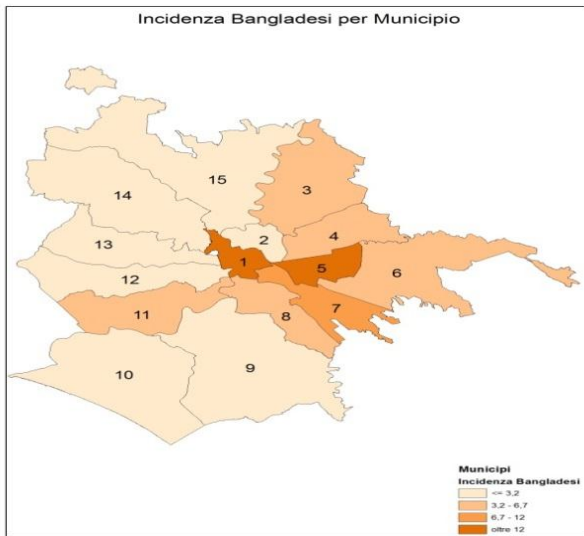 Incidenza Bangladesi per Municipio
15
3
14
2
4
13
1
5
6
12
7
11
8
9
10
Municipi
Incidenza Bangladesi
<= 3,2
3,2 - 6,7
6,7 - 12
oltre 12